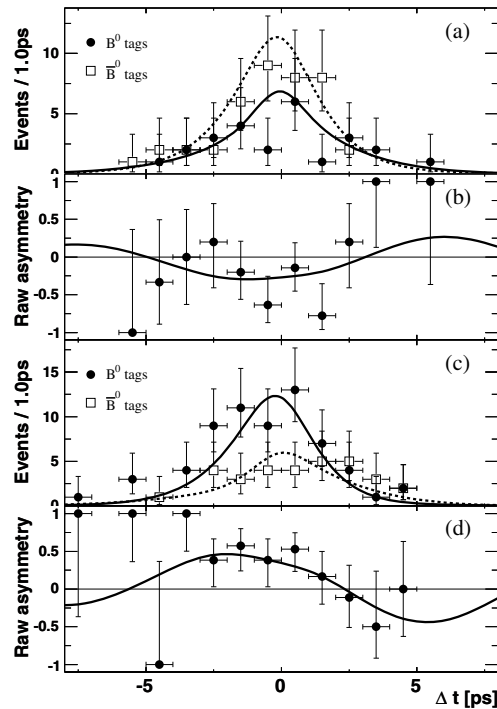 (a)
B⁰ tags
B̅⁰ tags
Events / 1.0ps
10
5
0
(b)
Raw asymmetry
1
0.5
0
-0.5
-1
(c)
B⁰ tags
B̅⁰ tags
Events / 1.0ps
15
10
5
0
(d)
Raw asymmetry
1
0.5
0
-0.5
-1
-5 0 5
Δ t [ps]